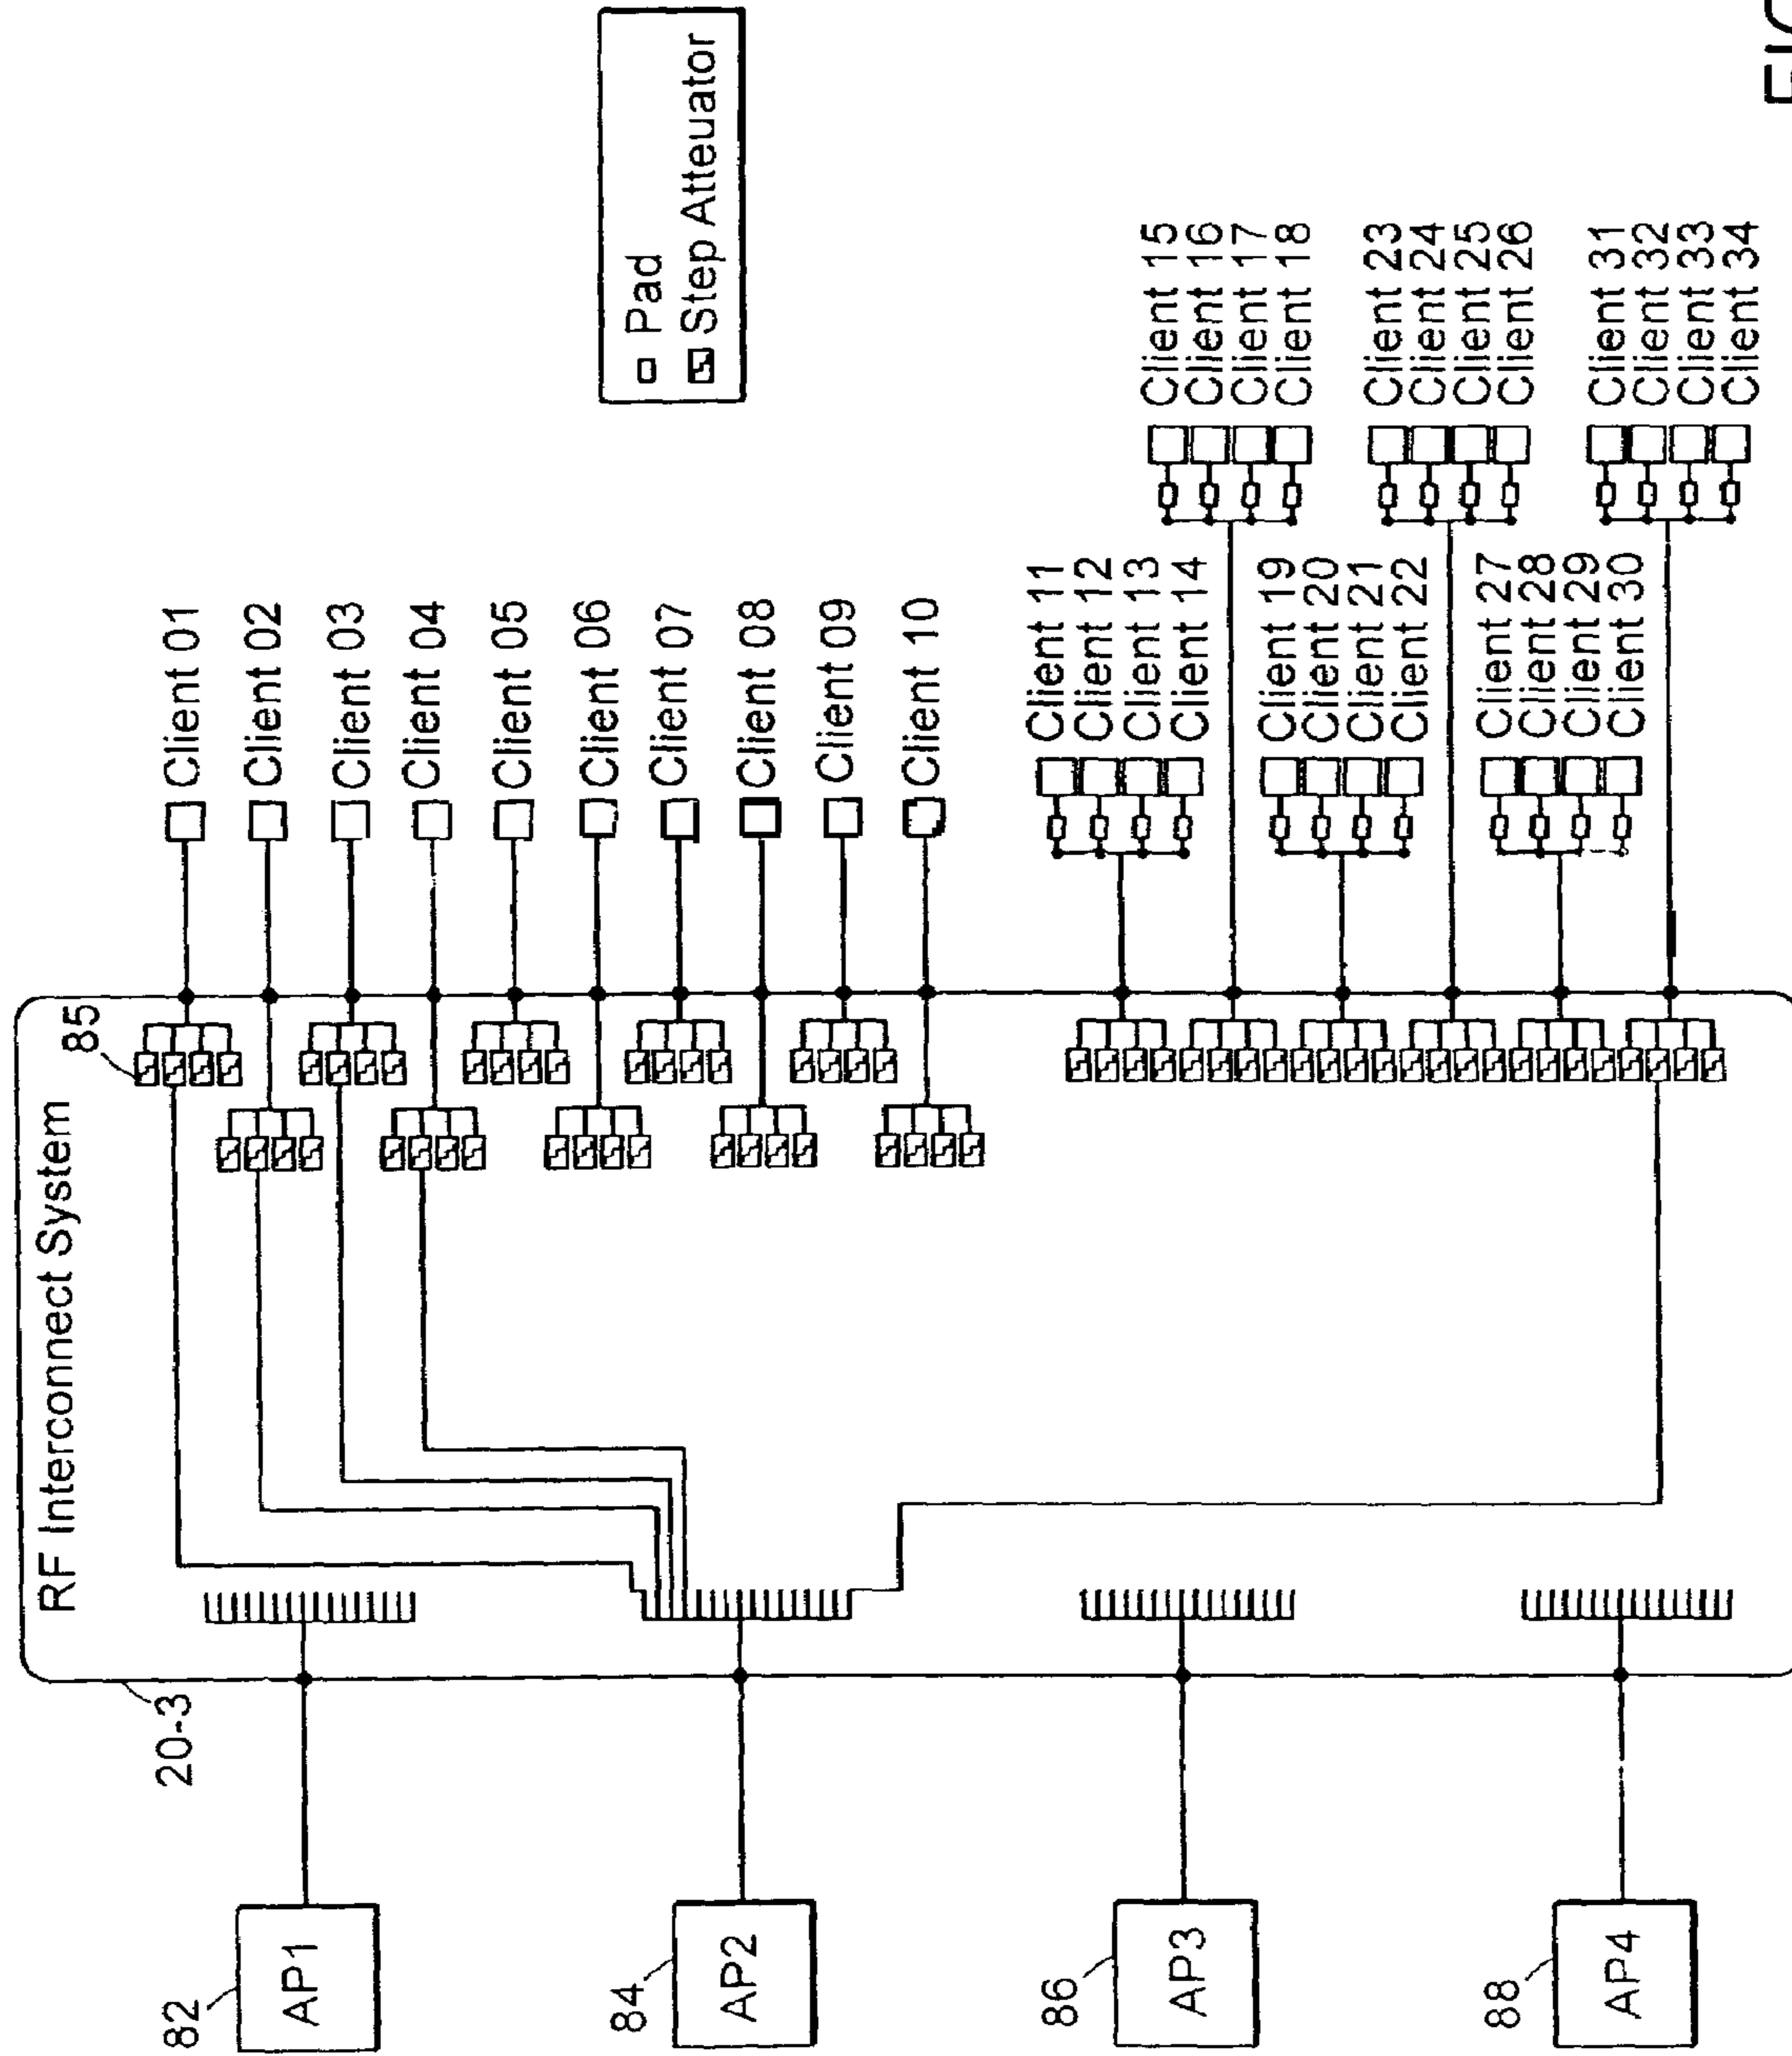 RF Interconnect System
20-3
85
82
AP1
84
AP2
86
AP3
88
AP4
Client 01
Client 02
Client 03
Client 04
Client 05
Client 06
Client 07
Client 08
Client 09
Client 10
Client 11
Client 12
Client 13
Client 14
Client 15
Client 16
Client 17
Client 18
Client 19
Client 20
Client 21
Client 22
Client 23
Client 24
Client 25
Client 26
Client 27
Client 28
Client 29
Client 30
Client 31
Client 32
Client 33
Client 34
Pad
Step Atteuator